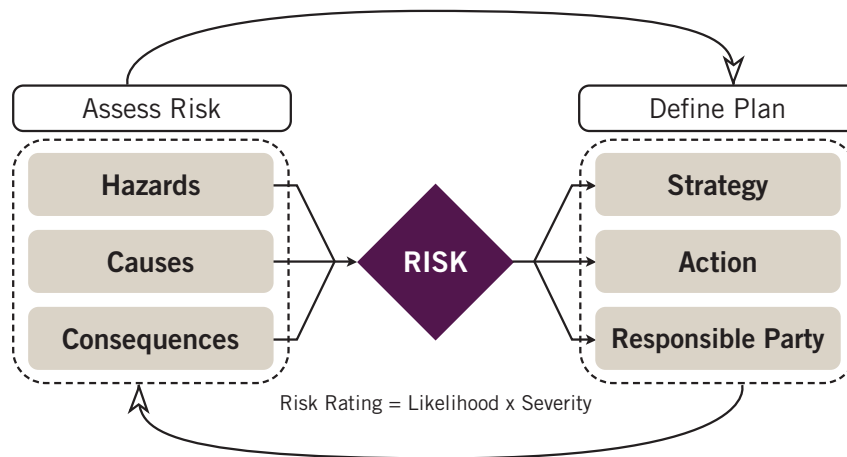 Assess Risk
Hazards
Causes
Consequences
RISK
Define Plan
Strategy
Action
Responsible Party
Risk Rating = Likelihood x Severity